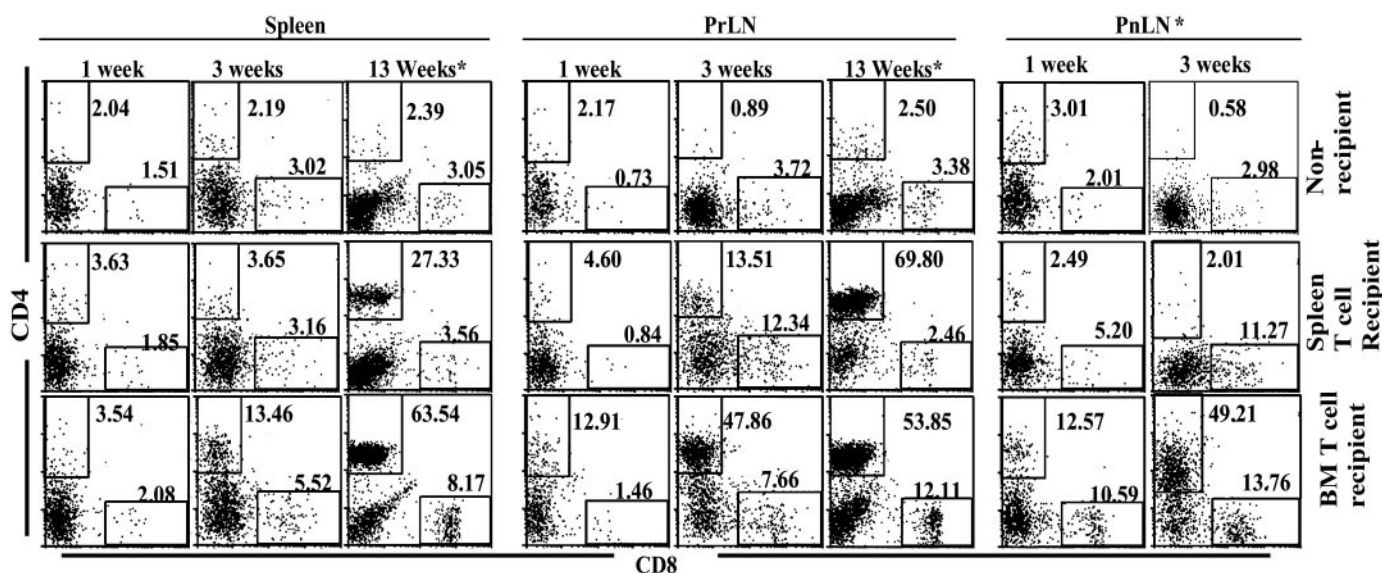 Spleen PrLN PnLN *
1 week 3 weeks 13 Weeks* 1 week 3 weeks 13 Weeks* 1 week 3 weeks
2.04 2.19 2.39 2.17 0.89 2.50 3.01 0.58
1.51 3.02 3.05 0.73 3.72 3.38 2.01 2.98
Non-
recipient
3.63 3.65 27.33 4.60 13.51 69.80 2.49 2.01
1.85 3.16 3.56 0.84 12.34 2.46 5.20 11.27
Spleen
T cell
Recipient
3.54 13.46 63.54 12.91 47.86 53.85 12.57 49.21
2.08 5.52 8.17 1.46 7.66 12.11 10.59 13.76
BM T cell
recipient
CD4
CD8